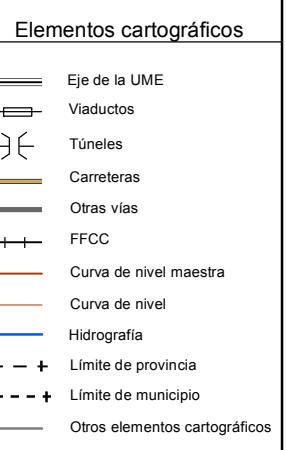 Elementos cartográficos
Eje de la UME
Viaductos
Túneles
Carreteras
Otras vías
FFCC
Curva de nivel maestra
Curva de nivel
Hidrografía
Límite de provincia
Límite de municipio
Otros elementos cartográficos